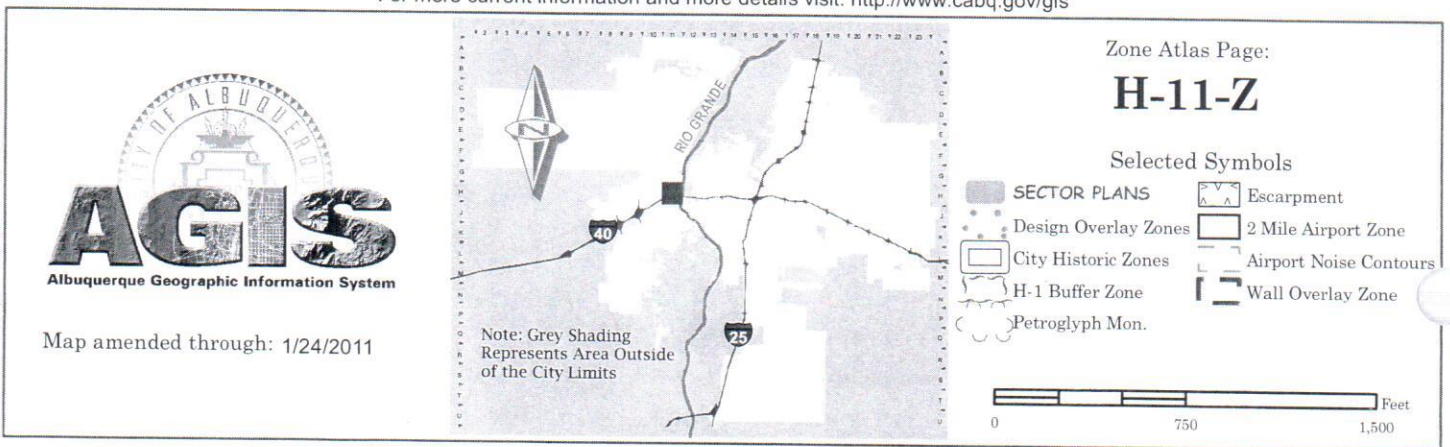 For more current information and more details visit: http://www.cabq.gov/gis
CITY OF ALBUQUERQUE
AGIS
Albuquerque Geographic Information System
Map amended through: 1/24/2011
N
RIO GRANDE
40
25
Note: Grey Shading
Represents Area Outside
of the City Limits
Zone Atlas Page:
H-11-Z
Selected Symbols
SECTOR PLANS
Design Overlay Zones
City Historic Zones
H-1 Buffer Zone
Petroglyph Mon.
Escarpment
2 Mile Airport Zone
Airport Noise Contours
Wall Overlay Zone
Feet
0 750 1,500